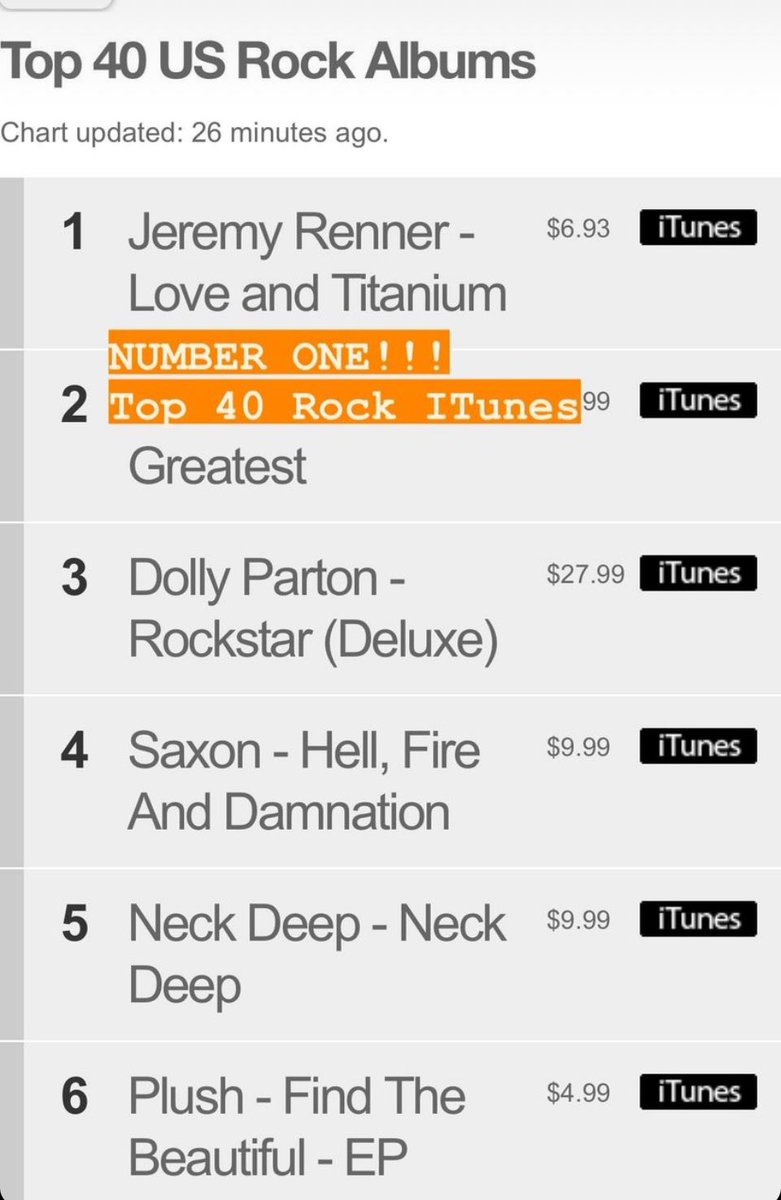 Top 40 US Rock Albums
Chart updated: 26 minutes ago.
1 Jeremy Renner - $6.93 iTunes
Love and Titanium
NUMBER ONE!!!
2 Top 40 Rock ITunes 99 iTunes
Greatest
3 Dolly Parton - $27.99 iTunes
Rockstar (Deluxe)
4 Saxon - Hell, Fire $9.99 iTunes
And Damnation
5 Neck Deep - Neck $9.99 iTunes
Deep
6 Plush - Find The $4.99 iTunes
Beautiful - EP